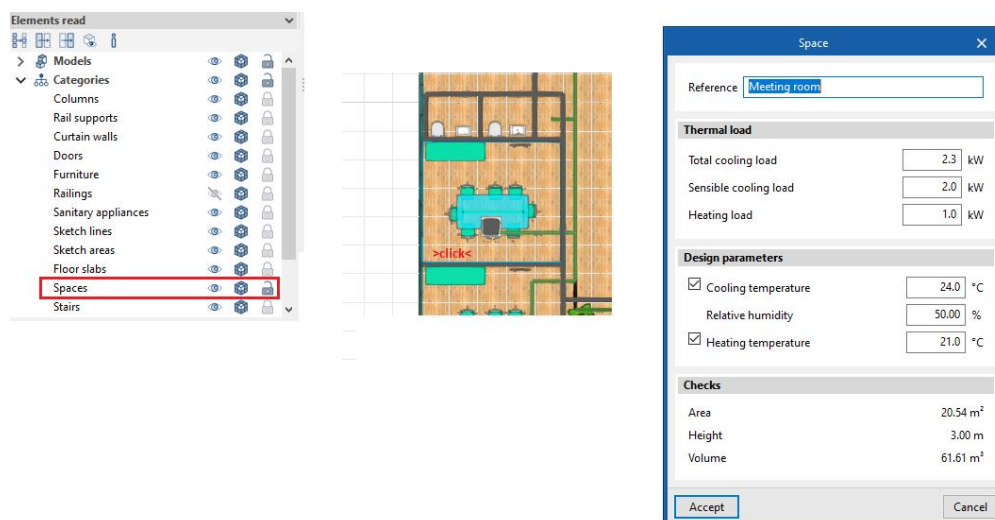 Elements read
Models
Categories
Columns
Rail supports
Curtain walls
Doors
Furniture
Railings
Sanitary appliances
Sketch lines
Sketch areas
Floor slabs
Spaces
Stairs
>click<
Space
Reference Meeting room
Thermal load
Total cooling load 2.3 kW
Sensible cooling load 2.0 kW
Heating load 1.0 kW
Design parameters
Cooling temperature 24.0 °C
Relative humidity 50.00 %
Heating temperature 21.0 °C
Checks
Area 20.54 m²
Height 3.00 m
Volume 61.61 m³
Accept Cancel